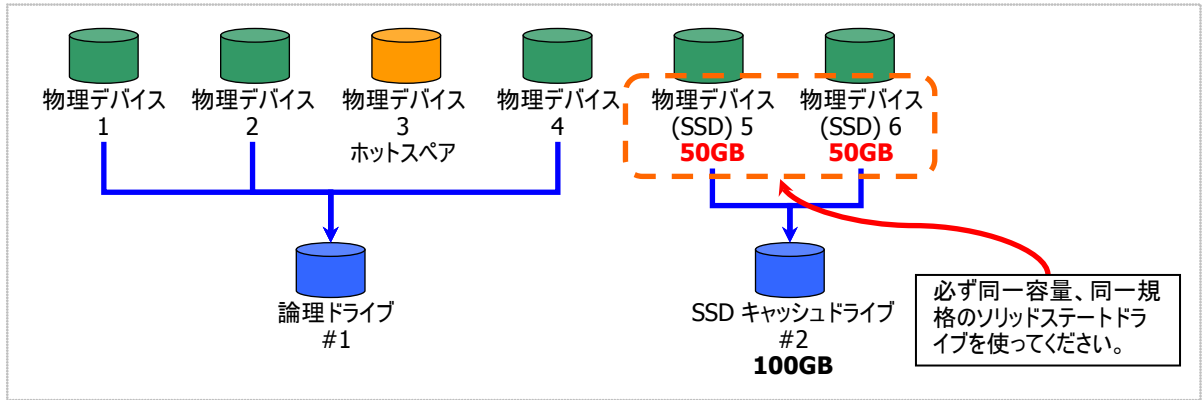 物理デバイス
1
物理デバイス
2
物理デバイス
3
ホットスペア
物理デバイス
4
物理デバイス
(SSD) 5
50GB
物理デバイス
(SSD) 6
50GB
論理ドライブ
#1
SSD キャッシュドライブ
#2
100GB
必ず同一容量、同一規
格のソリッドステートドラ
イブを使ってください。